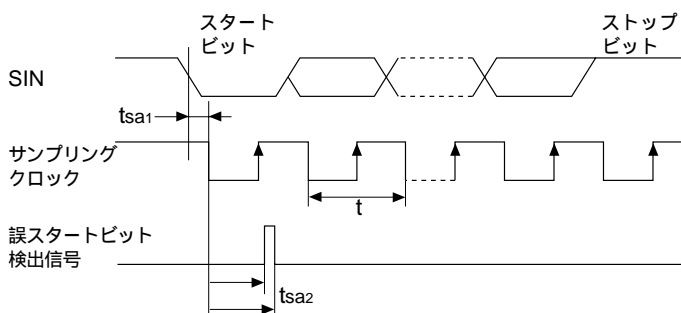 スタート
ビット
ストップ
ビット
SIN
tsa1
サンプリング
クロック
t
誤スタートビット
検出信号
tsa2